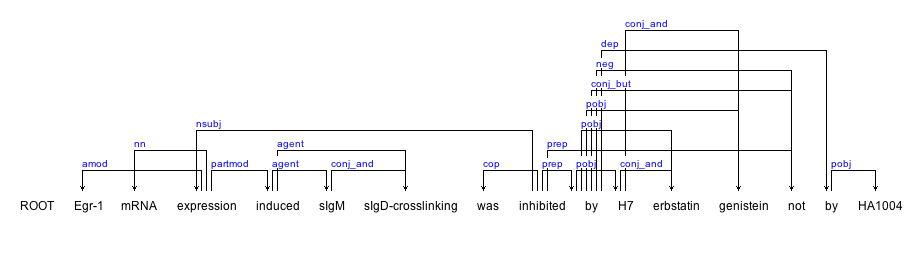 conj_and
dep
neg
conj_but
pobj
nsubj pobj
nn agent prep
amod partmod agent conj_and cop prep pobj conj_and pobj
ROOT Egr-1 mRNA expression induced sIgM sIgD-crosslinking was inhibited by H7 erbstatin genistein not by HA1004